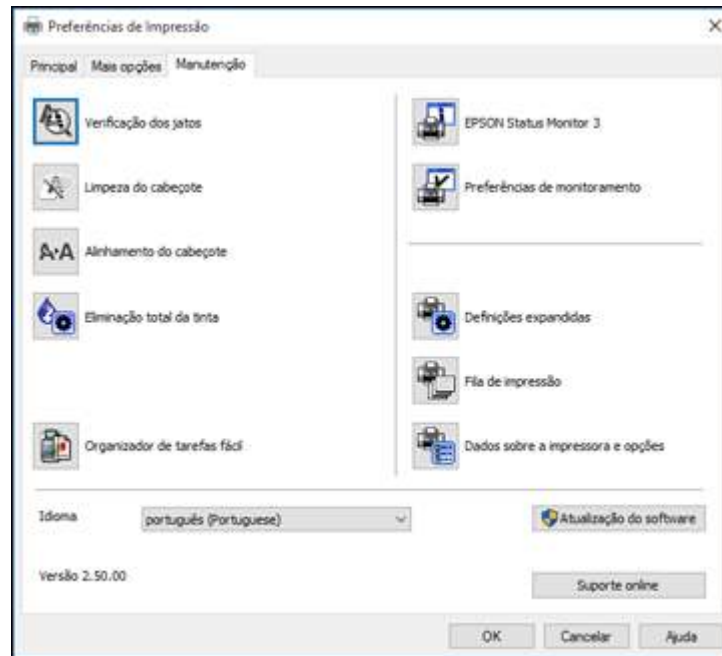 Preferências de Impressão
Principal Mais opções Manutenção
Verificação dos jatos
Limpeza do cabeçote
A·A Alinhamento do cabeçote
Eliminação total da tinta
Organizador de tarefas fácil
EPSON Status Monitor 3
Preferências de monitoramento
Definições expandidas
Fila de impressão
Dados sobre a impressora e opções
Idioma português (Portuguese)
Atualização do software
Versão 2.50.00
Suporte online
OK Cancelar Ajuda